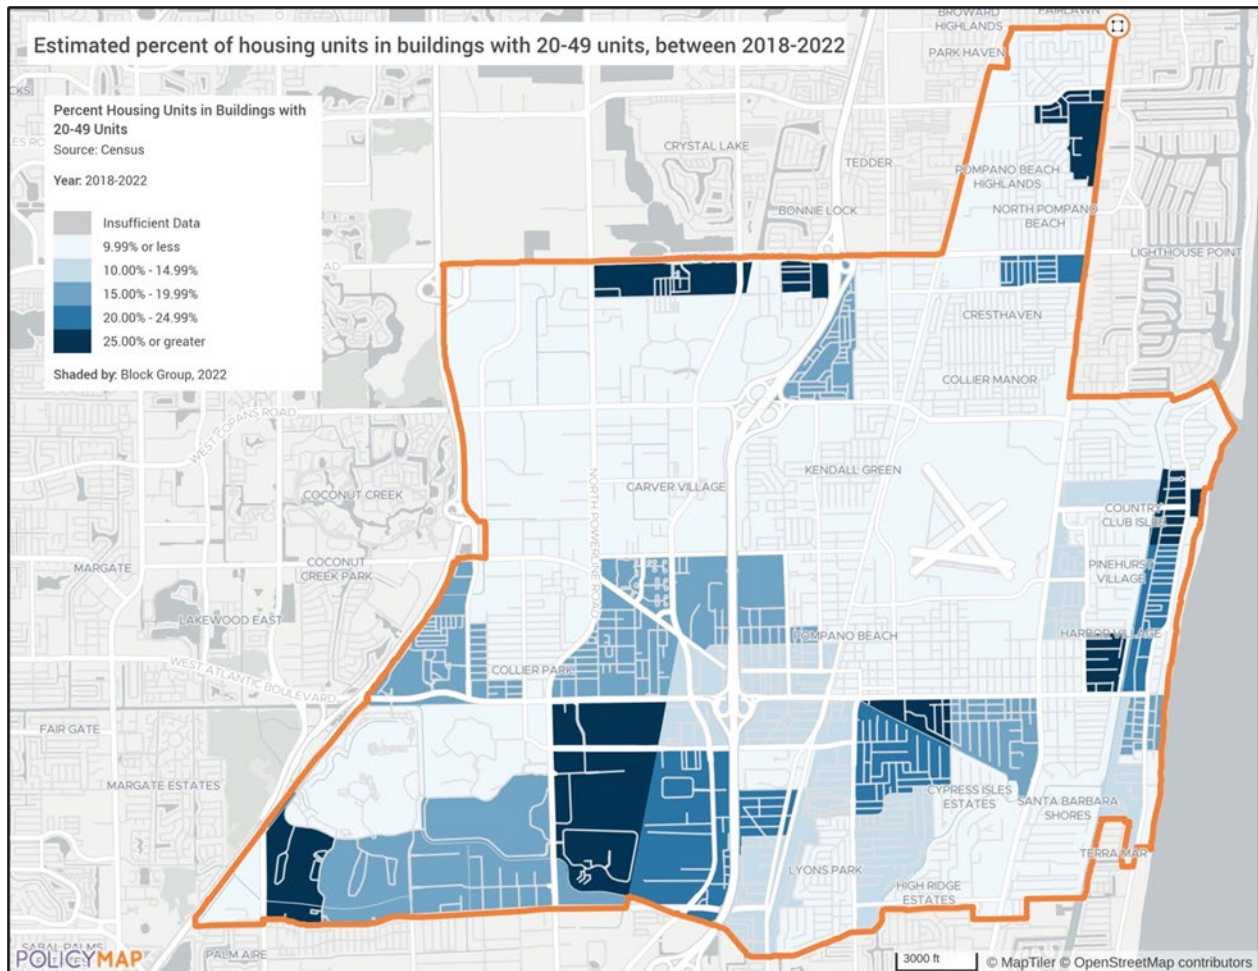 BROWARD
HIGHLANDS
FAIRLAWN
Estimated percent of housing units in buildings with 20-49 units, between 2018-2022
PARK HAVEN
Percent Housing Units in Buildings with
20-49 Units
Source: Census
Year: 2018-2022
Insufficient Data
9.99% or less
10.00% - 14.99%
15.00% - 19.99%
20.00% - 24.99%
25.00% or greater
Shaded by: Block Group, 2022
CRYSTAL LAKE
TEDDER
POMPANO BEACH
HIGHLANDS
BONNIE LOCK
NORTH POMPANO
BEACH
LIGHTHOUSE POINT
CRESTHAVEN
COLLIER MANOR
WEST COPANS ROAD
KENDALL GREEN
NORTH POWERLINE ROAD
CARVER VILLAGE
COCONUT CREEK
COUNTRY
CLUB ISLES
MARGATE
COCONUT
CREEK PARK
PINEHURST
VILLAGE
LAKEWOOD EAST
POMPANO BEACH
HARBOR VILLAGE
WEST ATLANTIC BOULEVARD
COLLIER PARK
FAIR GATE
MARGATE ESTATES
CYPRESS ISLES
ESTATES
SANTA BARBARA
SHORES
TERRA MAR
LYONS PARK
HIGH RIDGE
ESTATES
SABAL PALMS
PALM AIRE
POLICYMAP
3000 ft
© MapTiler © OpenStreetMap contributors